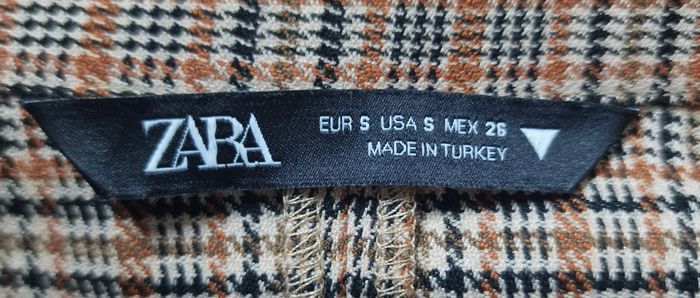 ZARA
EUR S USA S MEX 26
MADE IN TURKEY